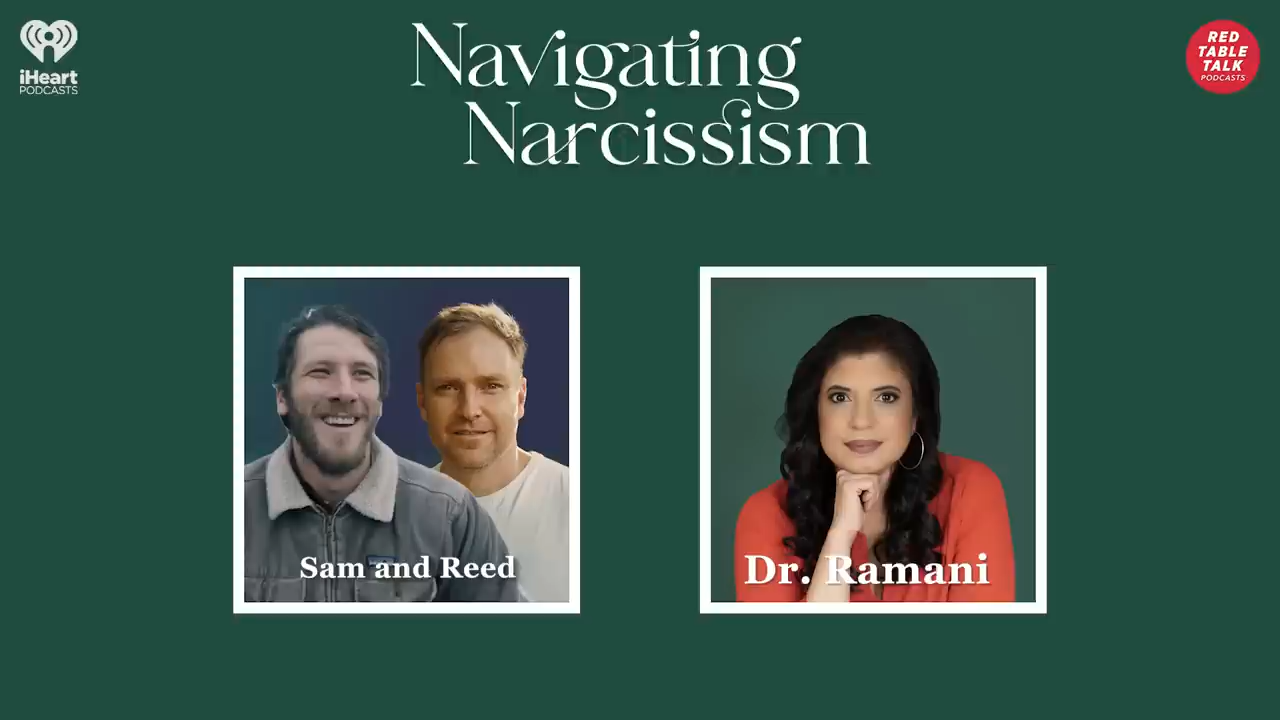 iHeart
PODCASTS
Navigating
Narcissism
RED
TABLE
TALK
PODCASTS
Sam and Reed
Dr. Ramani